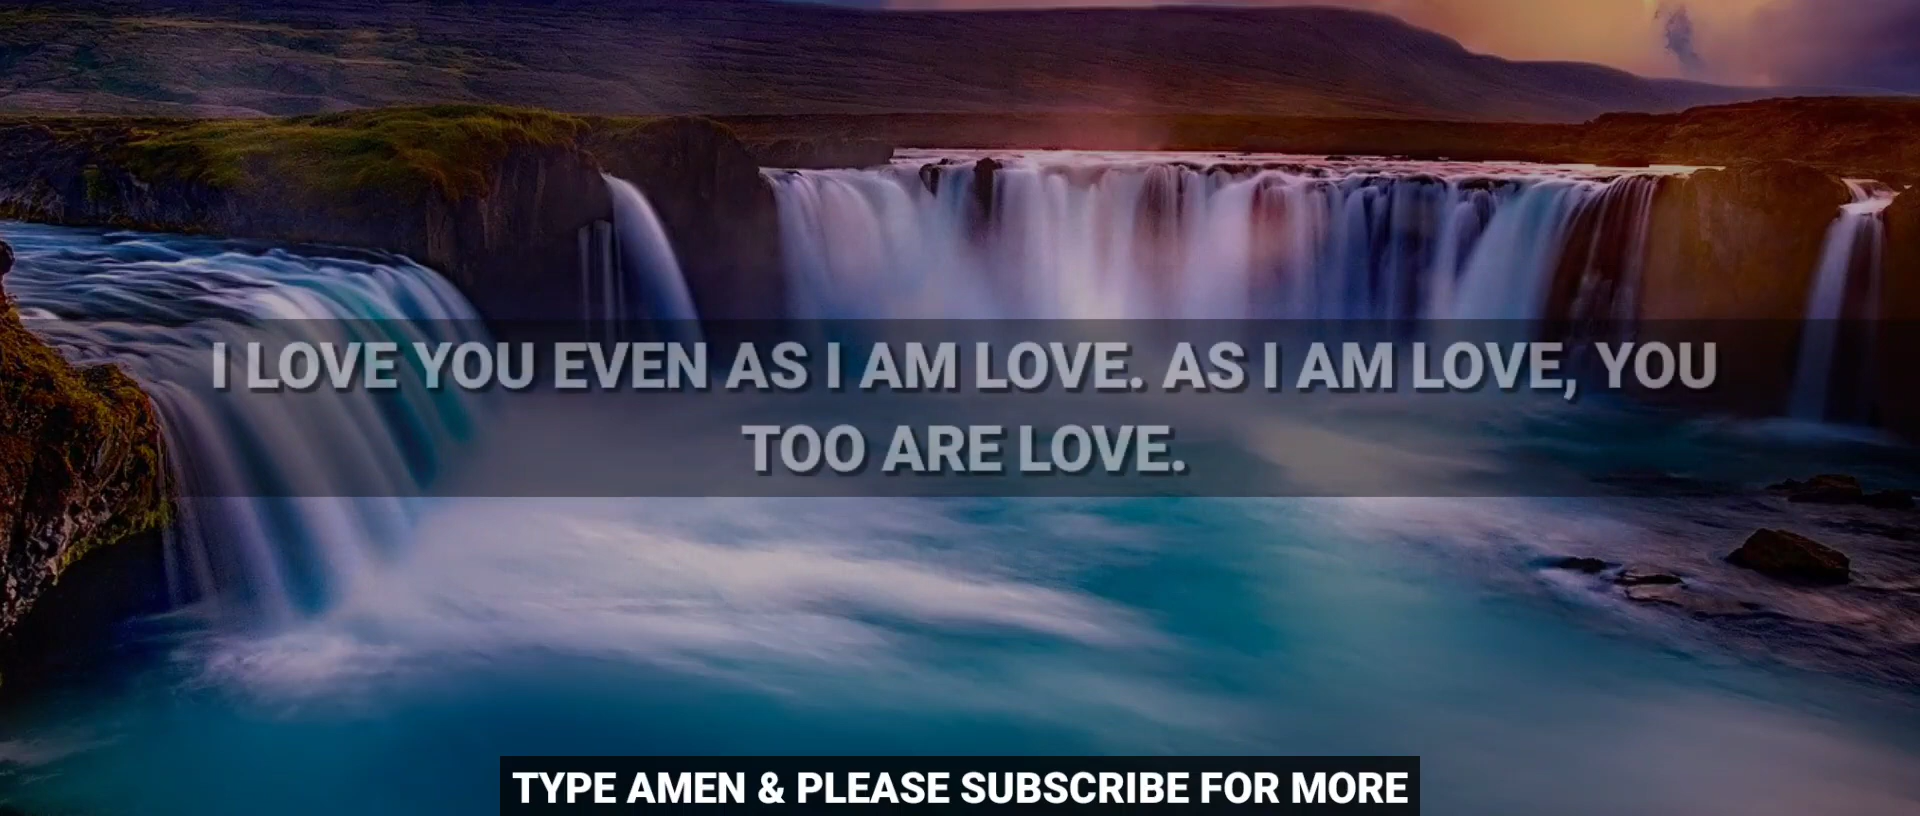 I LOVE YOU EVEN AS I AM LOVE. AS I AM LOVE, YOU
TOO ARE LOVE.
TYPE AMEN & PLEASE SUBSCRIBE FOR MORE